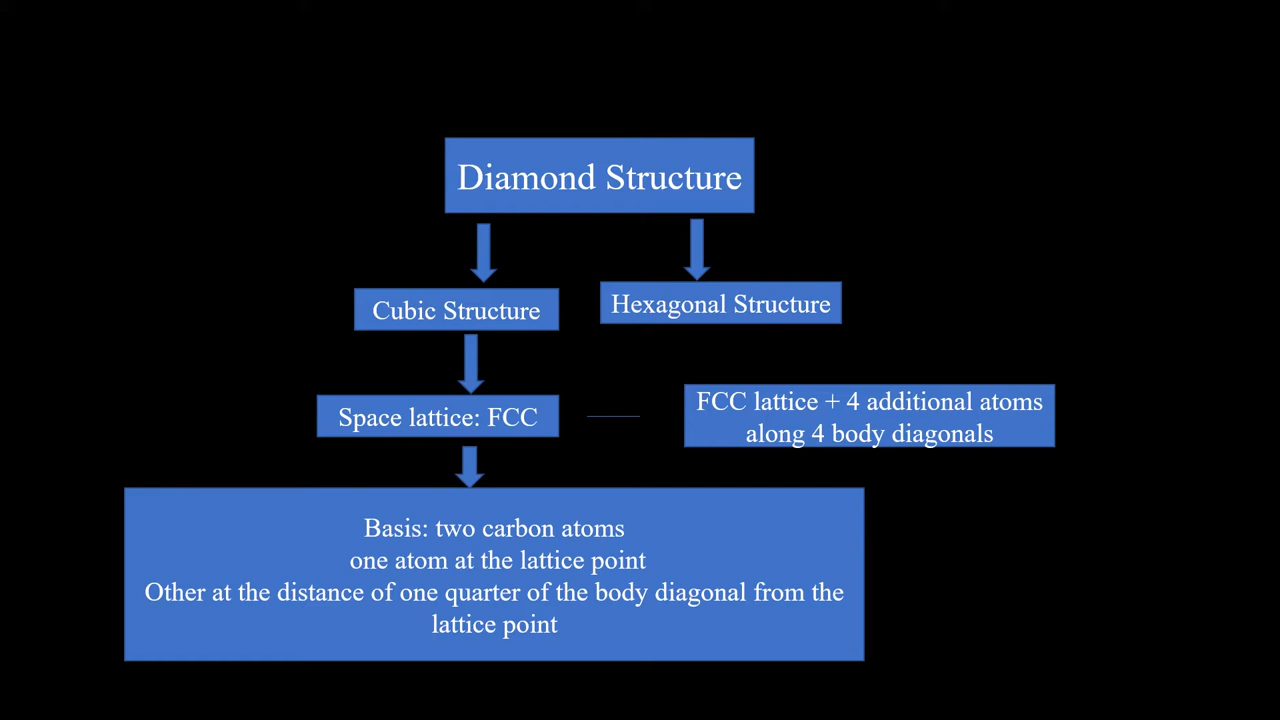 Diamond Structure
Cubic Structure
Hexagonal Structure
Space lattice: FCC
FCC lattice + 4 additional atoms
along 4 body diagonals
Basis: two carbon atoms
one atom at the lattice point
Other at the distance of one quarter of the body diagonal from the
lattice point